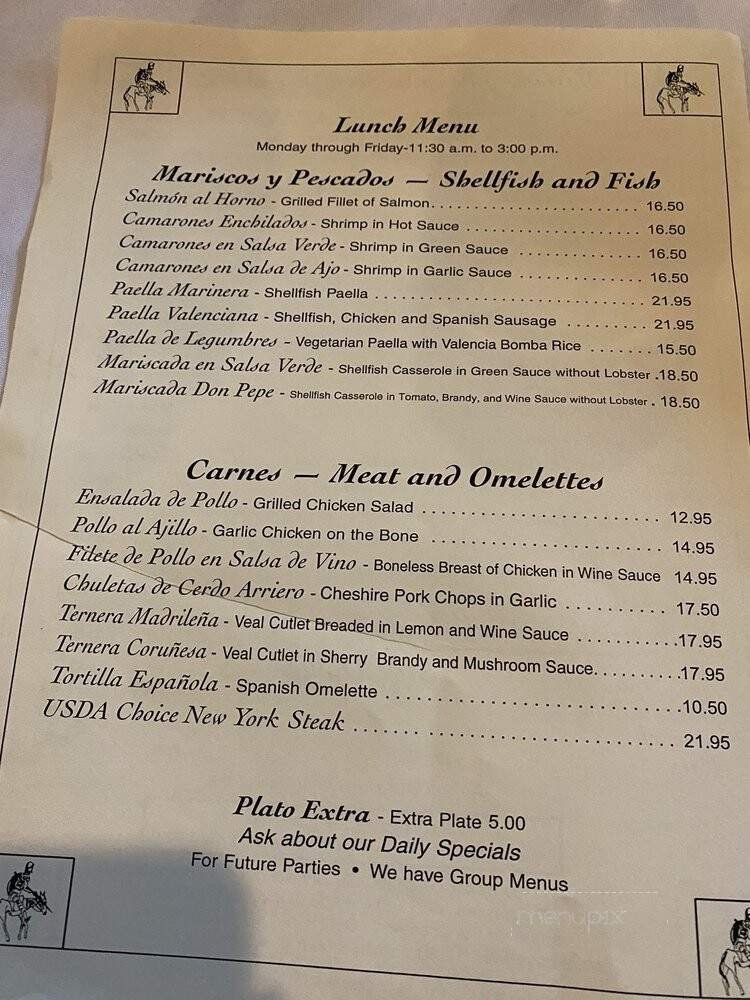 Lunch Menu
Monday through Friday-11:30 a.m. to 3:00 p.m.
Mariscos y Pescados — Shellfish and Fish
Salmón al Horno - Grilled Fillet of Salmon. . . . . . . . . . . . . . . . . . . . . . . . . . 16.50
Camarones Enchilados - Shrimp in Hot Sauce . . . . . . . . . . . . . . . . . . . . . . 16.50
Camarones en Salsa Verde - Shrimp in Green Sauce . . . . . . . . . . . . . . . 16.50
Camarones en Salsa de Ajo - Shrimp in Garlic Sauce . . . . . . . . . . . . . . . 16.50
Paella Marinera - Shellfish Paella . . . . . . . . . . . . . . . . . . . . . . . . . . . . . . . . . . 21.95
Paella Valenciana - Shellfish, Chicken and Spanish Sausage . . . . . . . . . 21.95
Paella de Legumbres - Vegetarian Paella with Valencia Bomba Rice . . . . . . . 15.50
Mariscada en Salsa Verde - Shellfish Casserole in Green Sauce without Lobster .18.50
Mariscada Don Pepe - Shellfish Casserole in Tomato, Brandy, and Wine Sauce without Lobster . 18.50
Carnes — Meat and Omelettes
Ensalada de Pollo - Grilled Chicken Salad . . . . . . . . . . . . . . . . . . . . . . . . . 12.95
Pollo al Ajillo - Garlic Chicken on the Bone . . . . . . . . . . . . . . . . . . . . . . . . 14.95
Filete de Pollo en Salsa de Vino - Boneless Breast of Chicken in Wine Sauce 14.95
Chuletas de Cerdo Arriero - Cheshire Pork Chops in Garlic . . . . . . . . . . 17.50
Ternera Madrileña - Veal Cutlet Breaded in Lemon and Wine Sauce . . . . . . . . . . .17.95
Ternera Coruñesa - Veal Cutlet in Sherry Brandy and Mushroom Sauce. . . . . . . . . .17.95
Tortilla Española - Spanish Omelette . . . . . . . . . . . . . . . . . . . . . . . . . . . . . .10.50
USDA Choice New York Steak . . . . . . . . . . . . . . . . . . . . . . . . . . . . . . . . . 21.95
Plato Extra - Extra Plate 5.00
Ask about our Daily Specials
For Future Parties • We have Group Menus
menupix